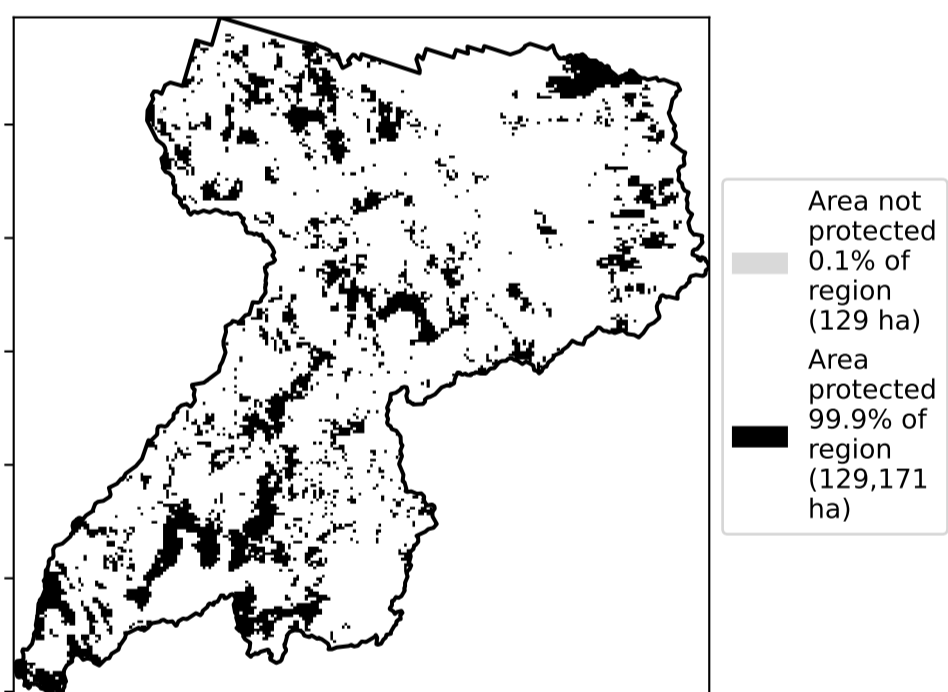 Area not
protected
0.1% of
region
(129 ha)
Area
protected
99.9% of
region
(129,171
ha)